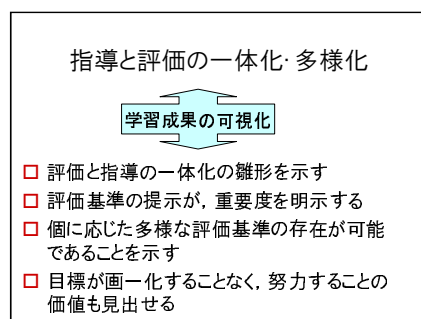 指導と評価の一体化･多様化
学習成果の可視化
評価と指導の一体化の雛形を示す
評価基準の提示が，重要度を明示する
個に応じた多様な評価基準の存在が可能
であることを示す
目標が画一化することなく，努力することの
価値も見出せる